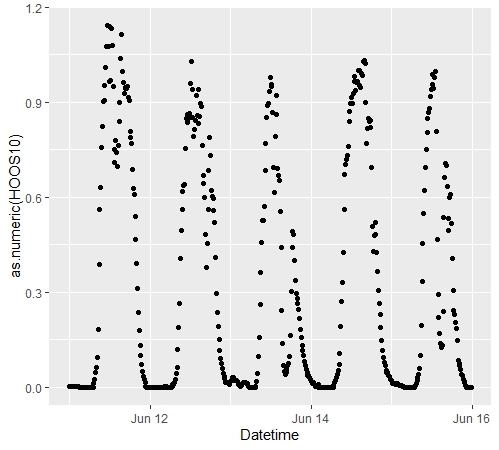 1.2
0.9
0.6
0.3
0.0
as.numeric(HOOS10)
Jun 12
Jun 14
Jun 16
Datetime